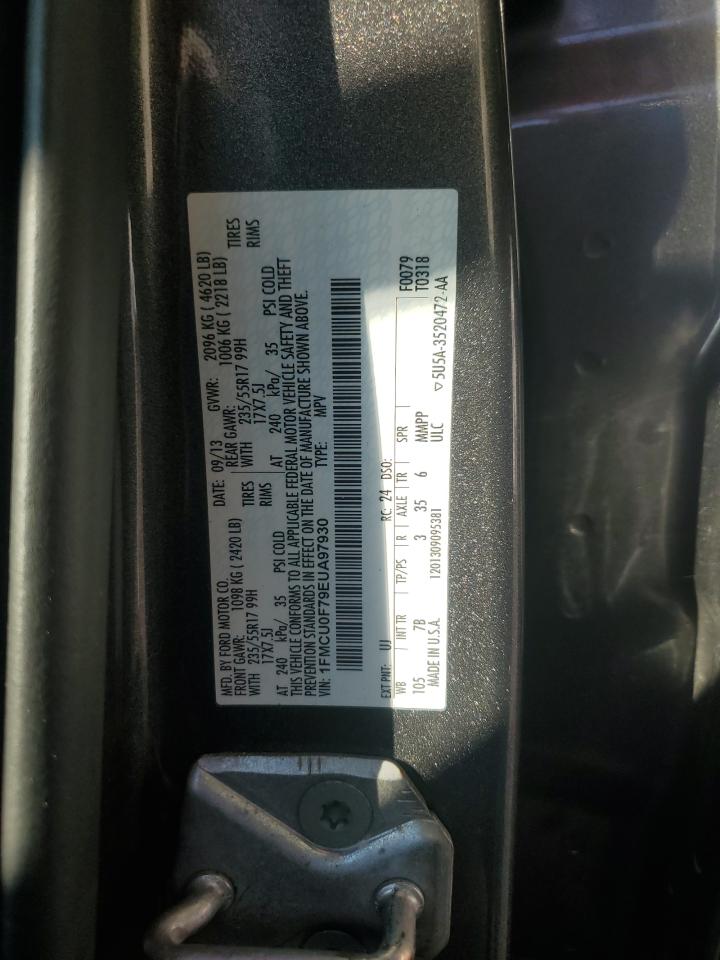 MFD. BY FORD MOTOR CO.
DATE: 09/13 GVWR: 2096 KG ( 4620 LB)
FRONT GAWR: 1098 KG ( 2420 LB)
REAR GAWR: 1006 KG ( 2218 LB)
WITH 235/55R17 99H TIRES
WITH 235/55R17 99H TIRES
17X7.5J RIMS
17X7.5J RIMS
AT 240 kPa/ 35 PSI COLD
AT 240 kPa/ 35 PSI COLD
THIS VEHICLE CONFORMS TO ALL APPLICABLE FEDERAL MOTOR VEHICLE SAFETY AND THEFT
PREVENTION STANDARDS IN EFFECT ON THE DATE OF MANUFACTURE SHOWN ABOVE.
VIN: 1FMCU0F79EUA97930 TYPE: MPV
EXT PNT: UJ RC: 24 DSO: F0079
WB INT TR TP/PS R AXLE TR SPR T0318
105 7B 3 35 6 MMPP
MADE IN U.S.A. ULC
1201309095381
5U5A-3520472-AA